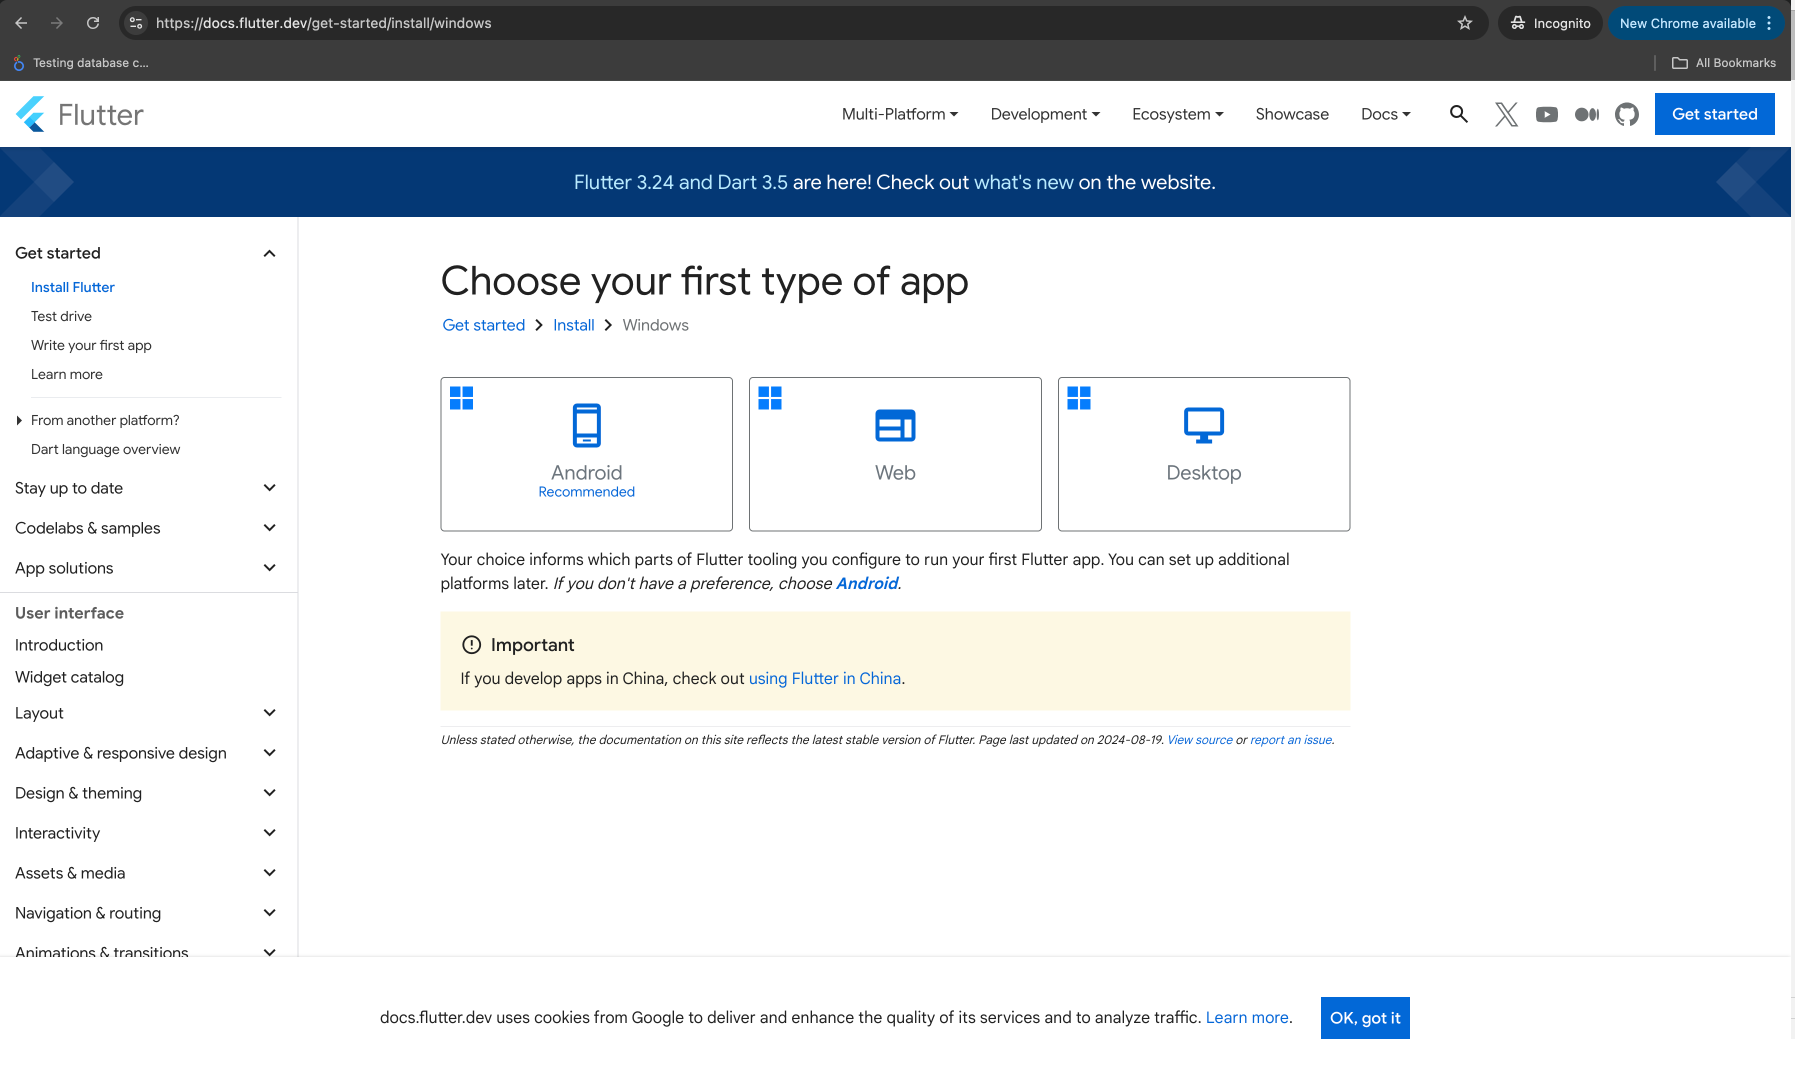 https://docs.flutter.dev/get-started/install/windows
Incognito
New Chrome available
Testing database c...
All Bookmarks
Flutter
Multi-Platform
Development
Ecosystem
Showcase
Docs
Get started
Flutter 3.24 and Dart 3.5 are here! Check out what's new on the website.
Get started
Install Flutter
Test drive
Write your first app
Learn more
From another platform?
Dart language overview
Stay up to date
Codelabs & samples
App solutions
User interface
Introduction
Widget catalog
Layout
Adaptive & responsive design
Design & theming
Interactivity
Assets & media
Navigation & routing
Animations & transitions
Choose your first type of app
Get started
Install
Windows
Android
Recommended
Web
Desktop
Your choice informs which parts of Flutter tooling you configure to run your first Flutter app. You can set up additional
platforms later. If you don't have a preference, choose Android.
Important
If you develop apps in China, check out using Flutter in China.
Unless stated otherwise, the documentation on this site reflects the latest stable version of Flutter. Page last updated on 2024-08-19. View source or report an issue.
docs.flutter.dev uses cookies from Google to deliver and enhance the quality of its services and to analyze traffic. Learn more.
OK, got it